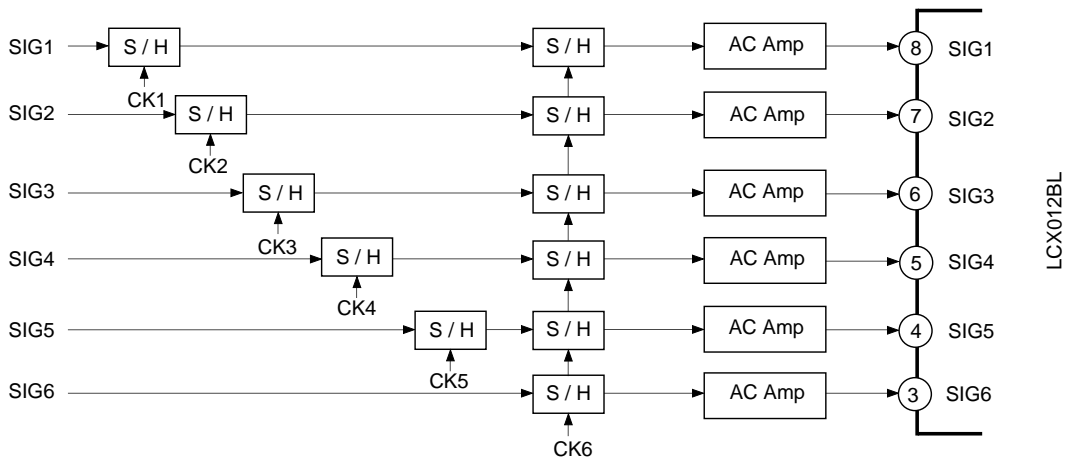 SIG1 S / H S / H AC Amp 8 SIG1
CK1
SIG2 S / H S / H AC Amp 7 SIG2
CK2
SIG3 S / H S / H AC Amp 6 SIG3
CK3
SIG4 S / H S / H AC Amp 5 SIG4
CK4
SIG5 S / H S / H AC Amp 4 SIG5
CK5
SIG6 S / H AC Amp 3 SIG6
CK6
LCX012BL